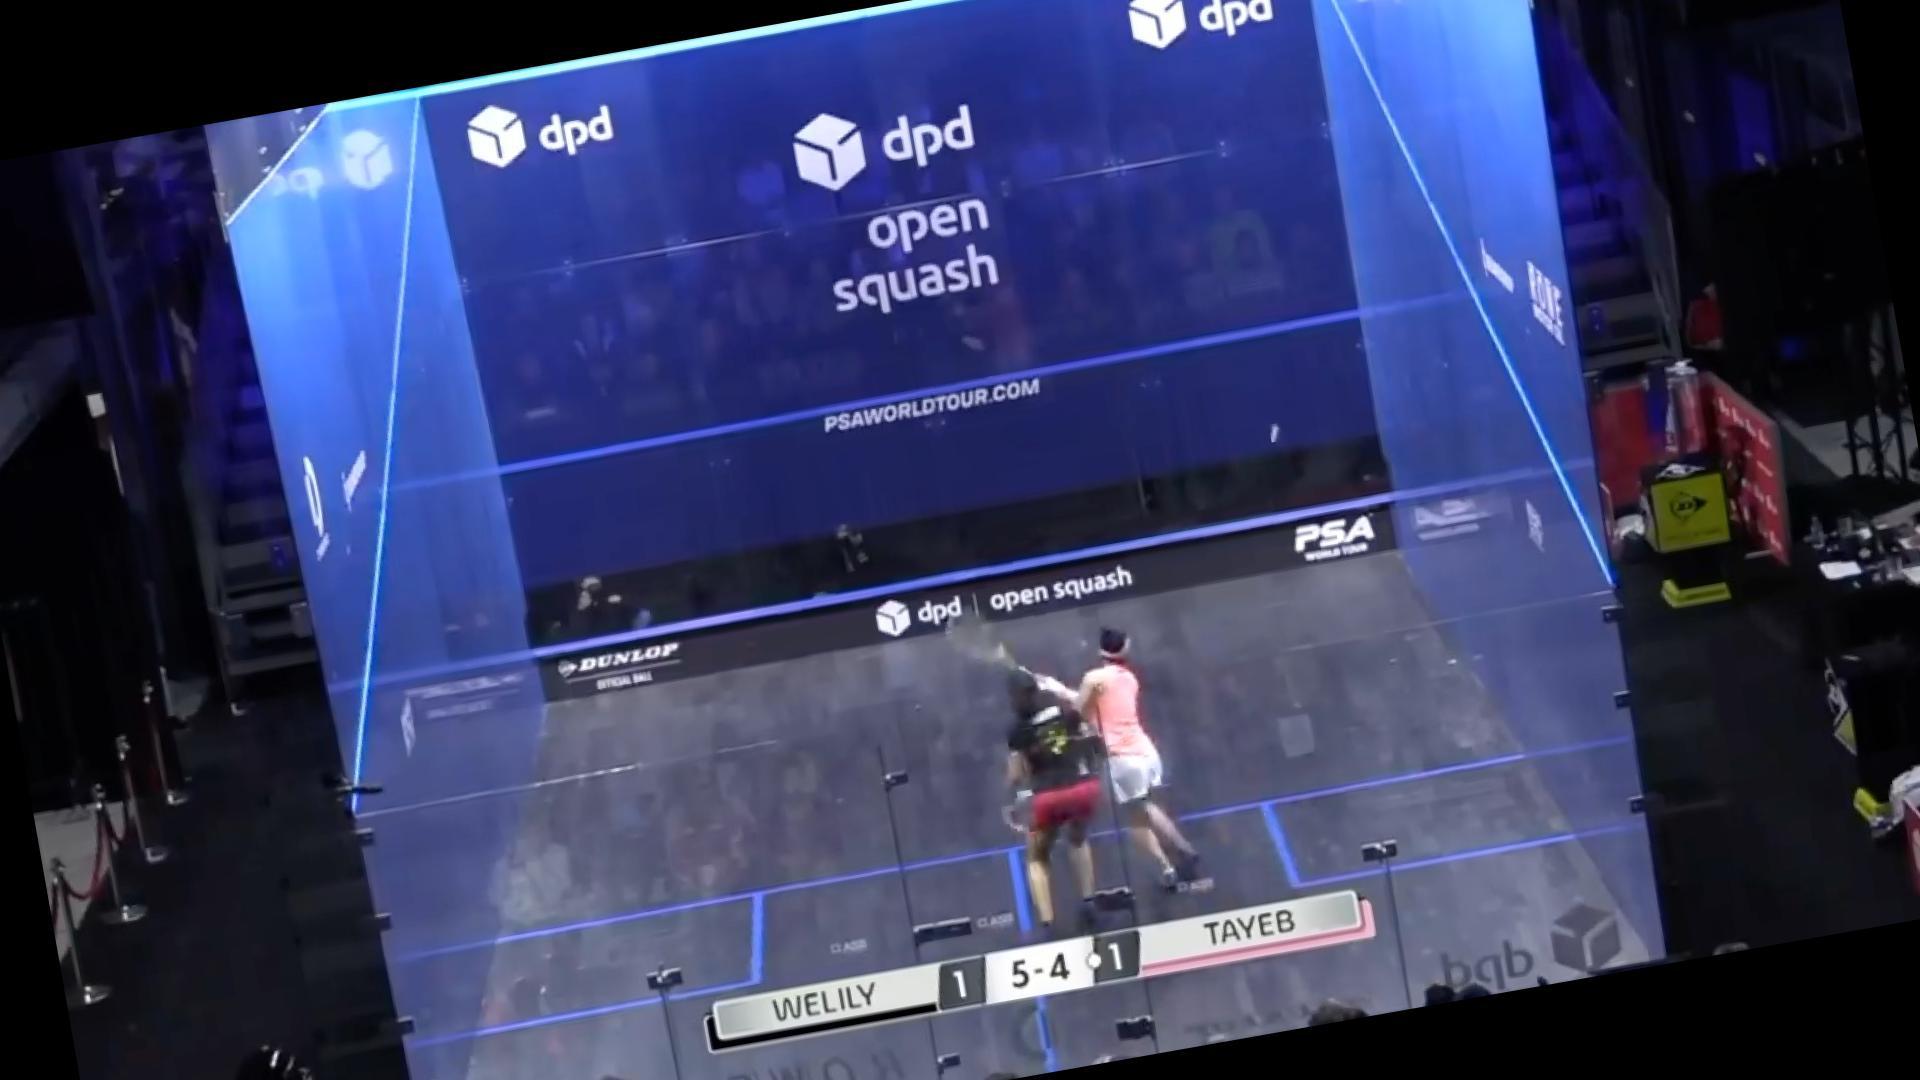 dpd
dpd
dpd
open
squash
PSAWORLDTOUR.COM
PSA
WORLD TOUR
dpd | open squash
DUNLOP
OFFICIAL BALL
WELILY 1 5-4 1 TAYEB
dpd